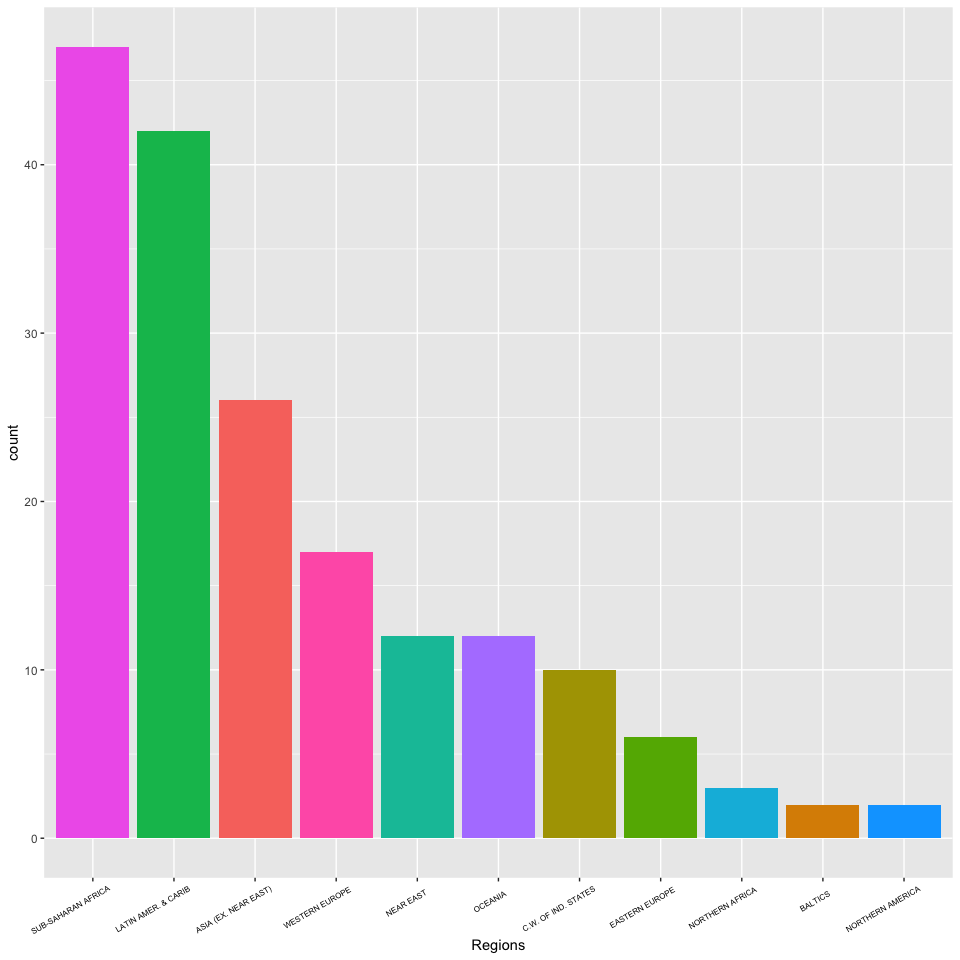 count
40
30
20
10
0
SUB-SAHARAN AFRICA
LATIN AMER. & CARIB
ASIA (EX. NEAR EAST)
WESTERN EUROPE
NEAR EAST
OCEANIA
C.W. OF IND. STATES
EASTERN EUROPE
NORTHERN AFRICA
BALTICS
NORTHERN AMERICA
Regions